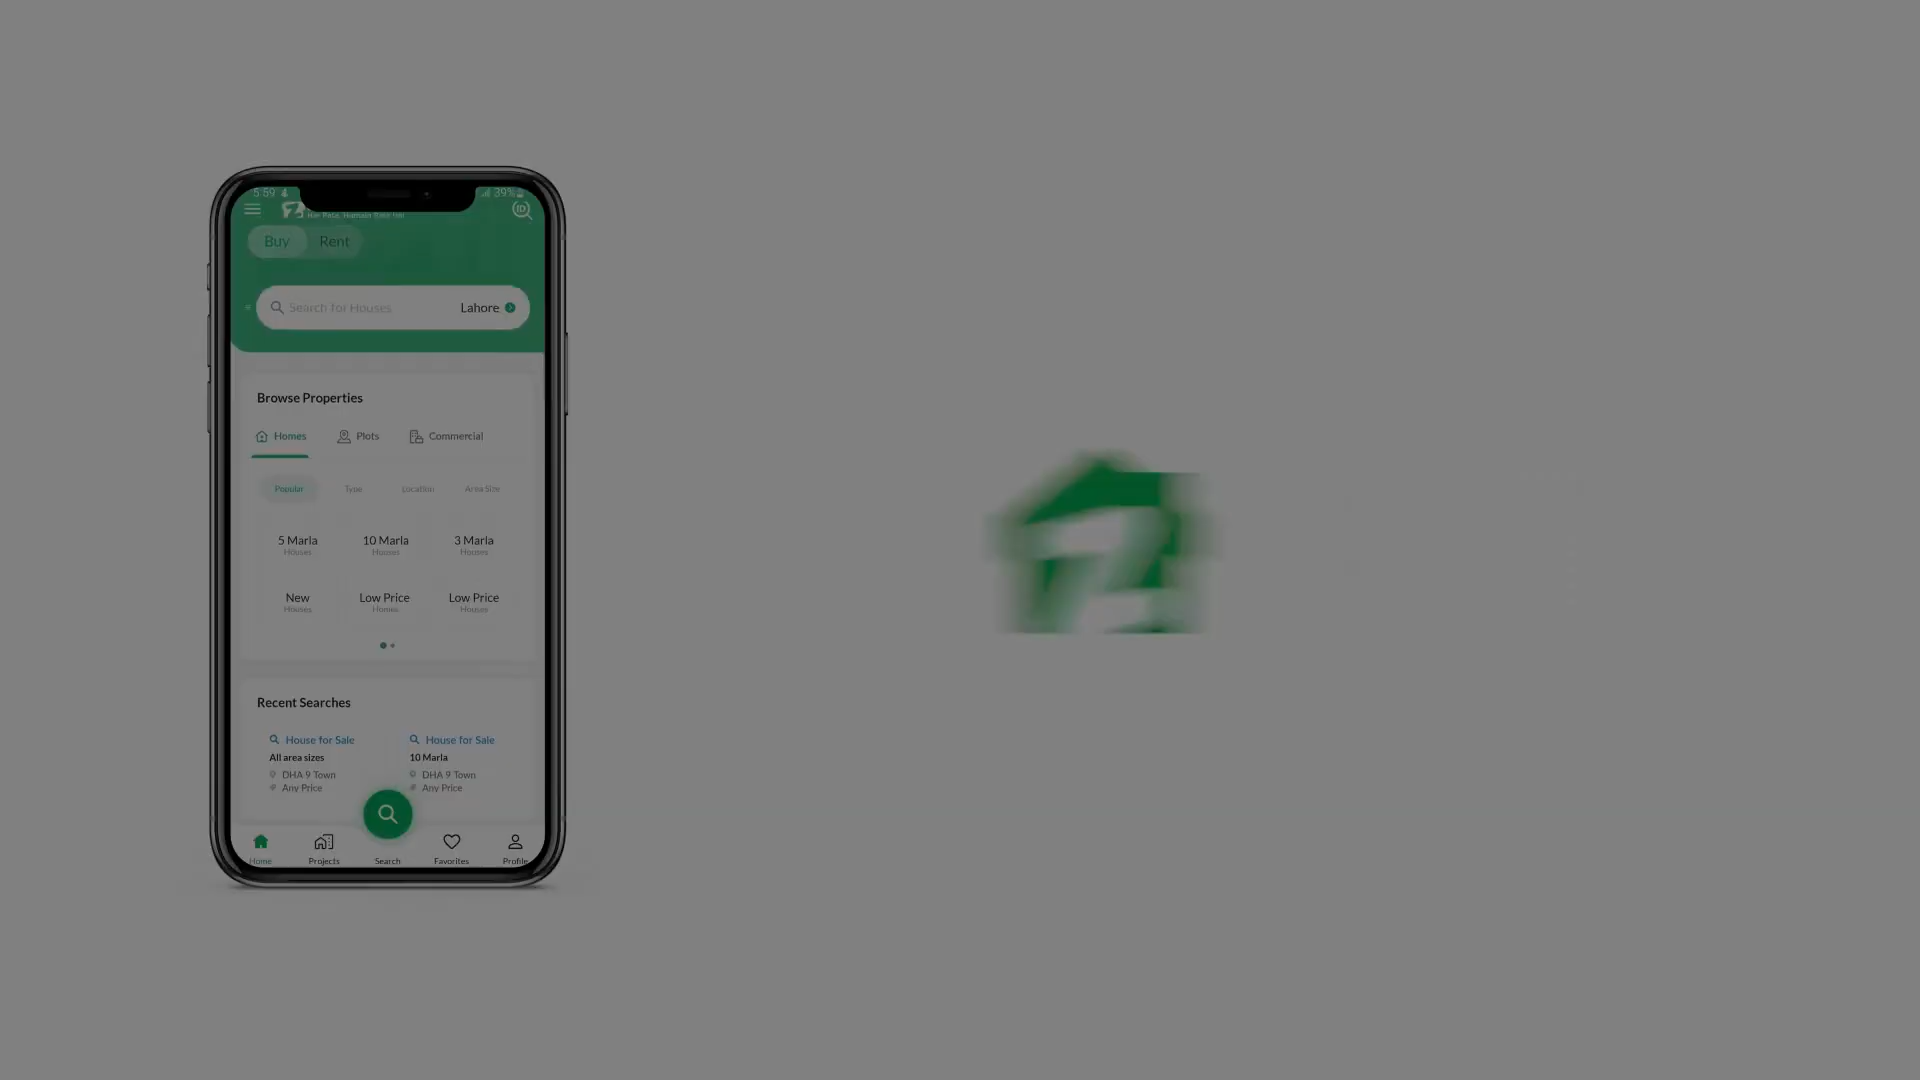 5:59 39%
Buy Rent
Search for Houses Lahore
Browse Properties
Homes Plots Commercial
Popular Type Location Area Size
5 Marla 10 Marla 3 Marla
Houses Houses Houses
New Low Price Low Price
Houses Homes Houses
Recent Searches
House for Sale House for Sale
All area sizes 10 Marla
DHA 9 Town DHA 9 Town
Any Price Any Price
Home Projects Search Favorites Profile